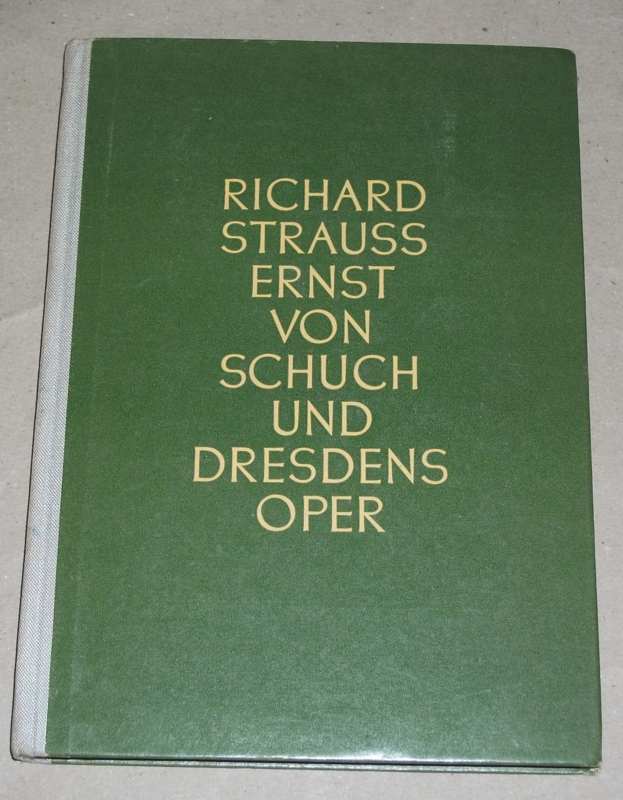 RICHARD
STRAUSS
ERNST
VON
SCHUCH
UND
DRESDENS
OPER